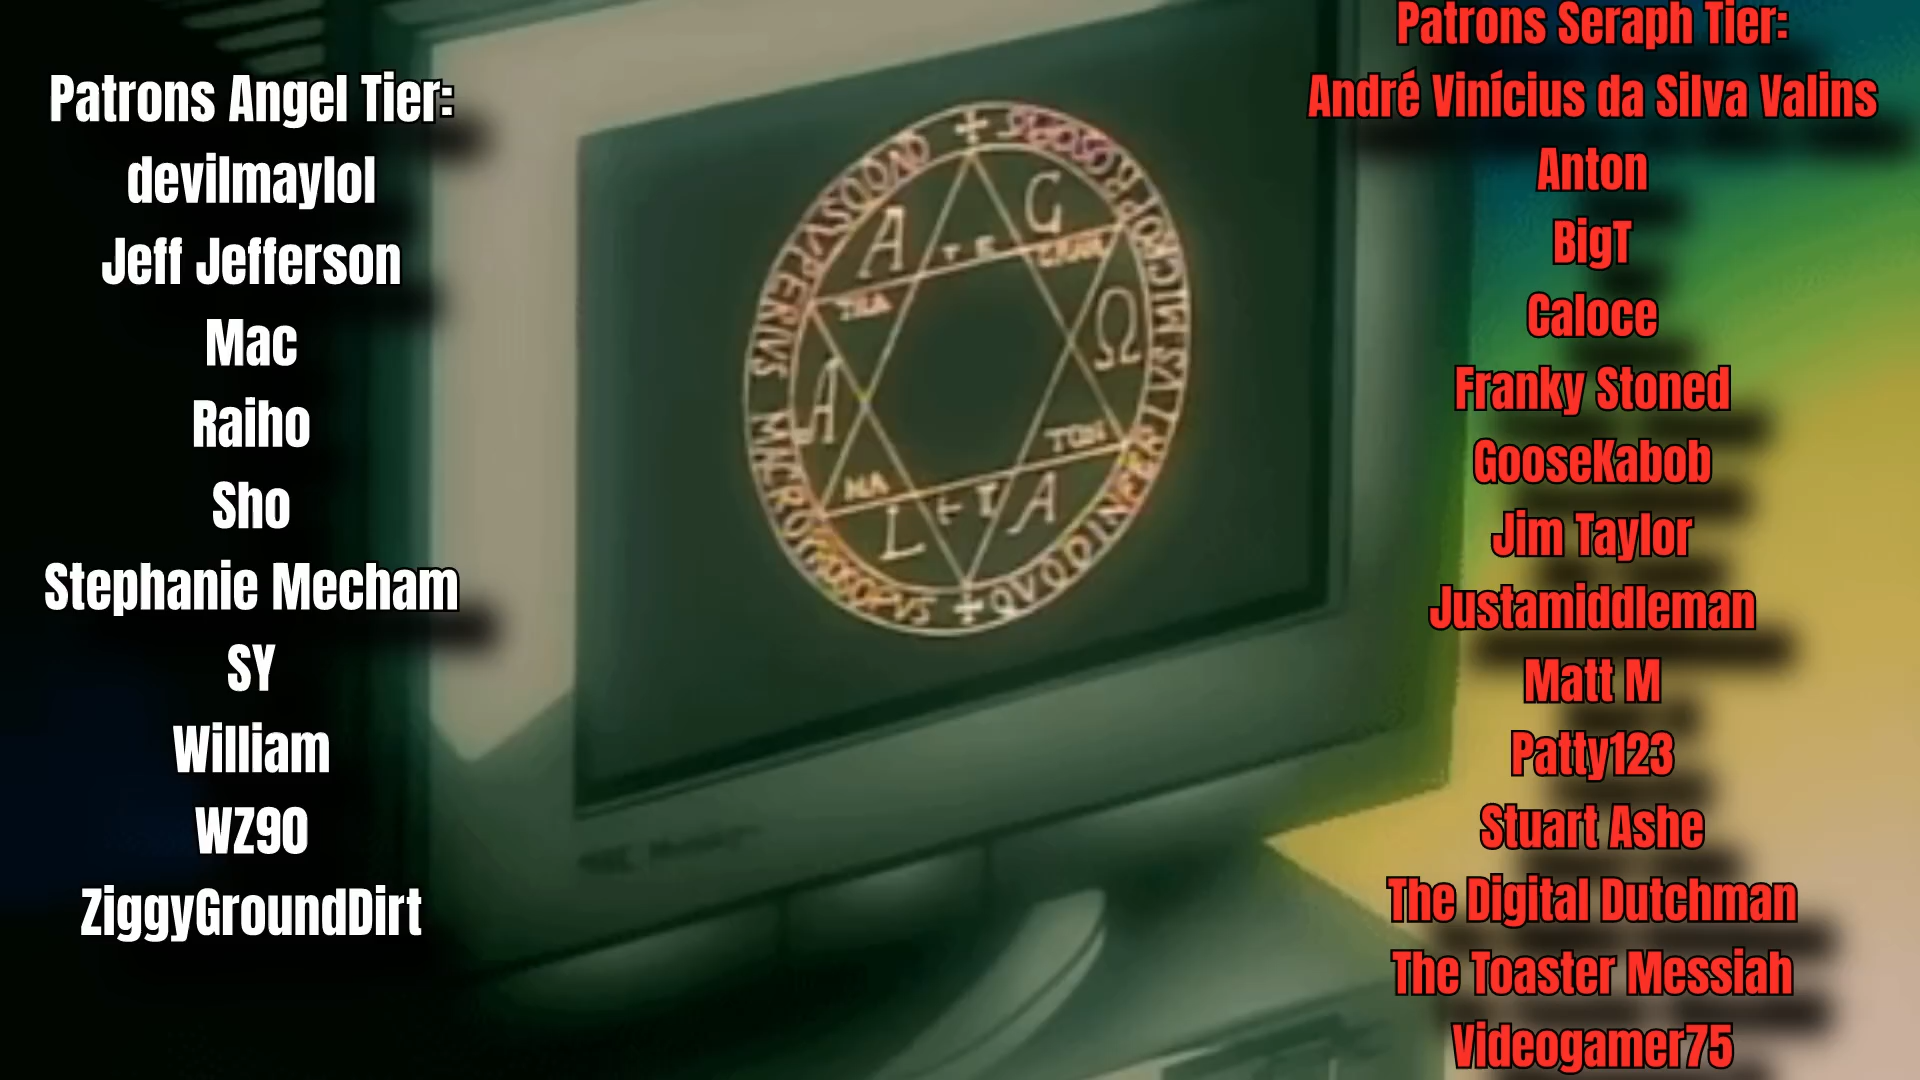 Patrons Angel Tier:
devilmaylol
Jeff Jefferson
Mac
Raiho
Sho
Stephanie Mecham
SY
William
WZ90
ZiggyGroundDirt
Patrons Seraph Tier:
André Vinícius da Silva Valins
Anton
BigT
Caloce
Franky Stoned
GooseKabob
Jim Taylor
Justamiddleman
Matt M
Patty123
Stuart Ashe
The Digital Dutchman
The Toaster Messiah
Videogamer75
A
G
TRA
Ω
A
TON
L
A